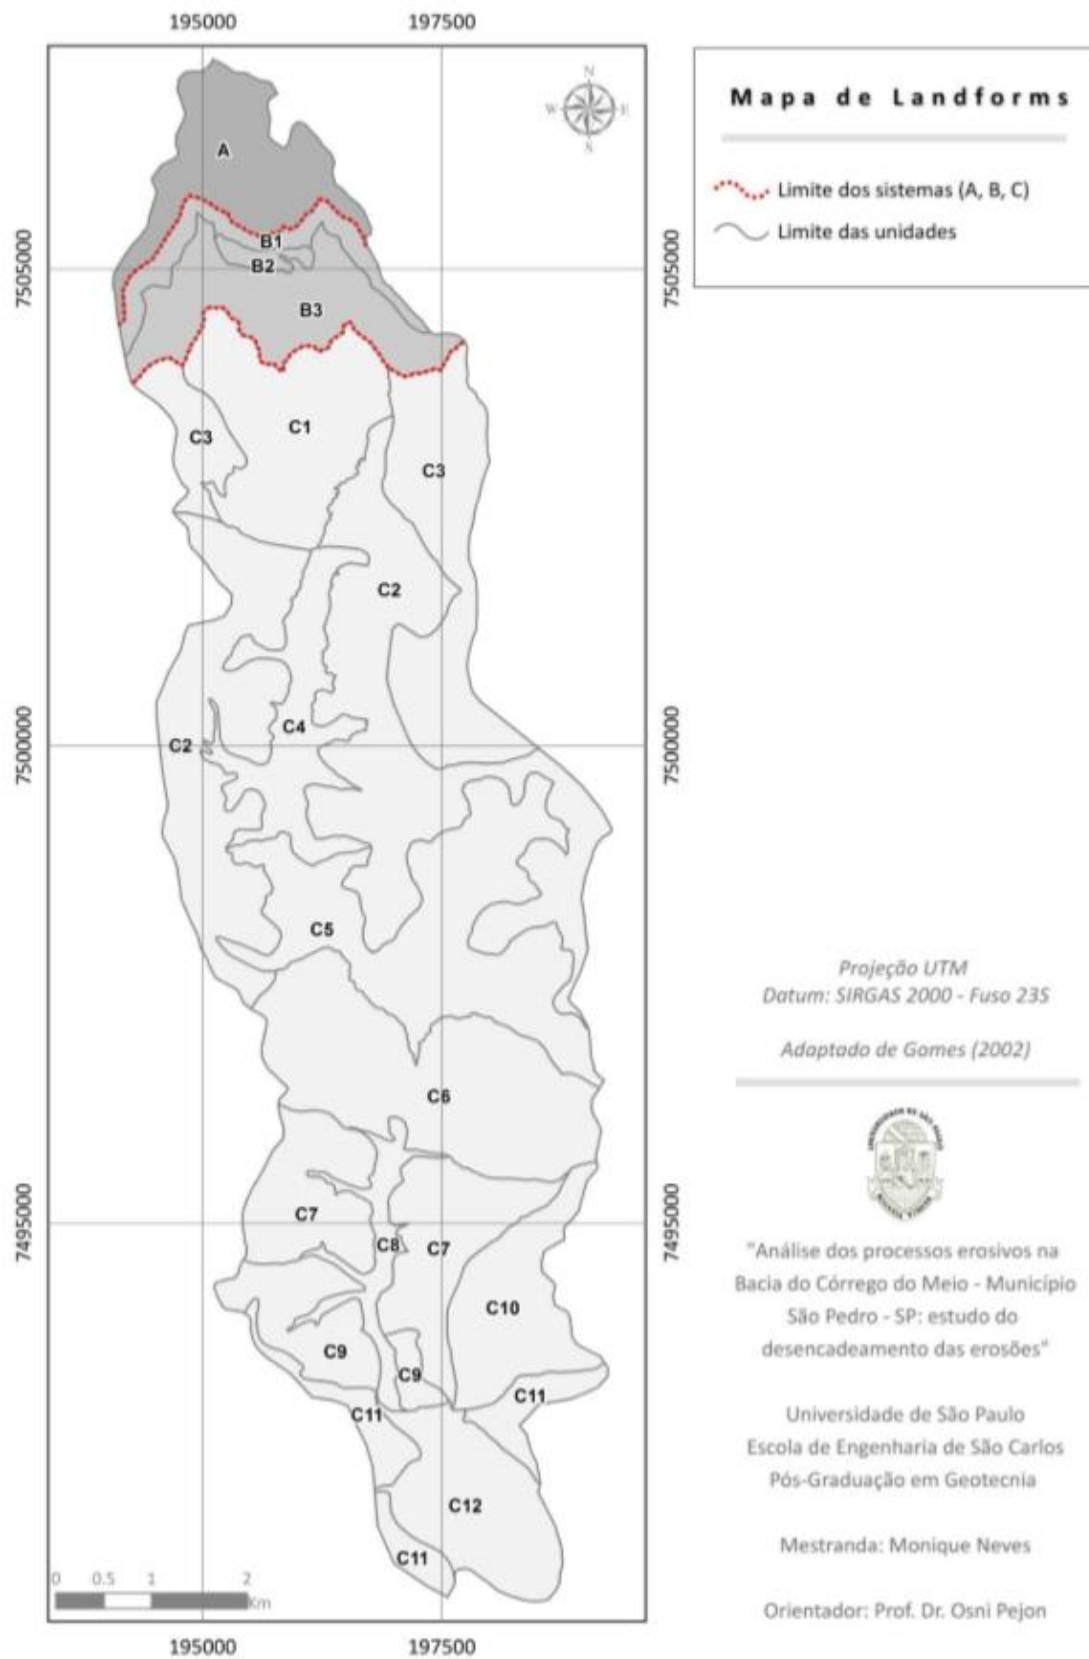 195000
197500
Mapa de Landforms
Limite dos sistemas (A, B, C)
Limite das unidades
N
W
E
S
A
B1
B2
B3
7505000
7505000
C1
C3
C3
C2
C4
C2
7500000
7500000
C5
C6
C7
C8
C7
7495000
7495000
C10
C9
C9
C11
C11
C12
C11
0 0.5 1 2
Km
195000
197500
Projeção UTM
Datum: SIRGAS 2000 - Fuso 23S
Adaptado de Gomes (2002)
"Análise dos processos erosivos na
Bacia do Córrego do Meio - Município
São Pedro - SP: estudo do
desencadeamento das erosões"
Universidade de São Paulo
Escola de Engenharia de São Carlos
Pós-Graduação em Geotecnia
Mestranda: Monique Neves
Orientador: Prof. Dr. Osni Pejon